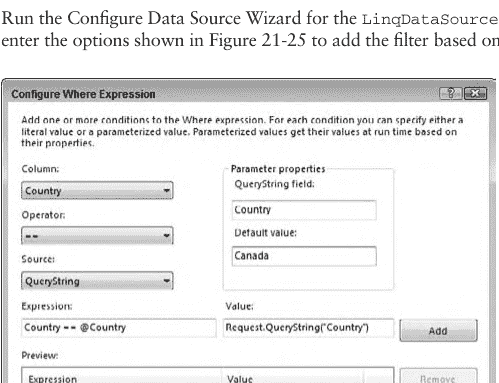 Run the Configure Data Source Wizard for the LinqDataSource
enter the options shown in Figure 21-25 to add the filter based on
Configure Where Expression
Add one or more conditions to the Where expression. For each condition you can specify either a
literal value or a parameterized value. Parameterized values get their values at run time based on
their properties.
Column:
Country
Operator:
==
Source:
QueryString
Parameter properties
QueryString field:
Country
Default value:
Canada
Expression:
Country == @Country
Value:
Request.QueryString("Country")
Add
Preview:
Expression
Value
Remove